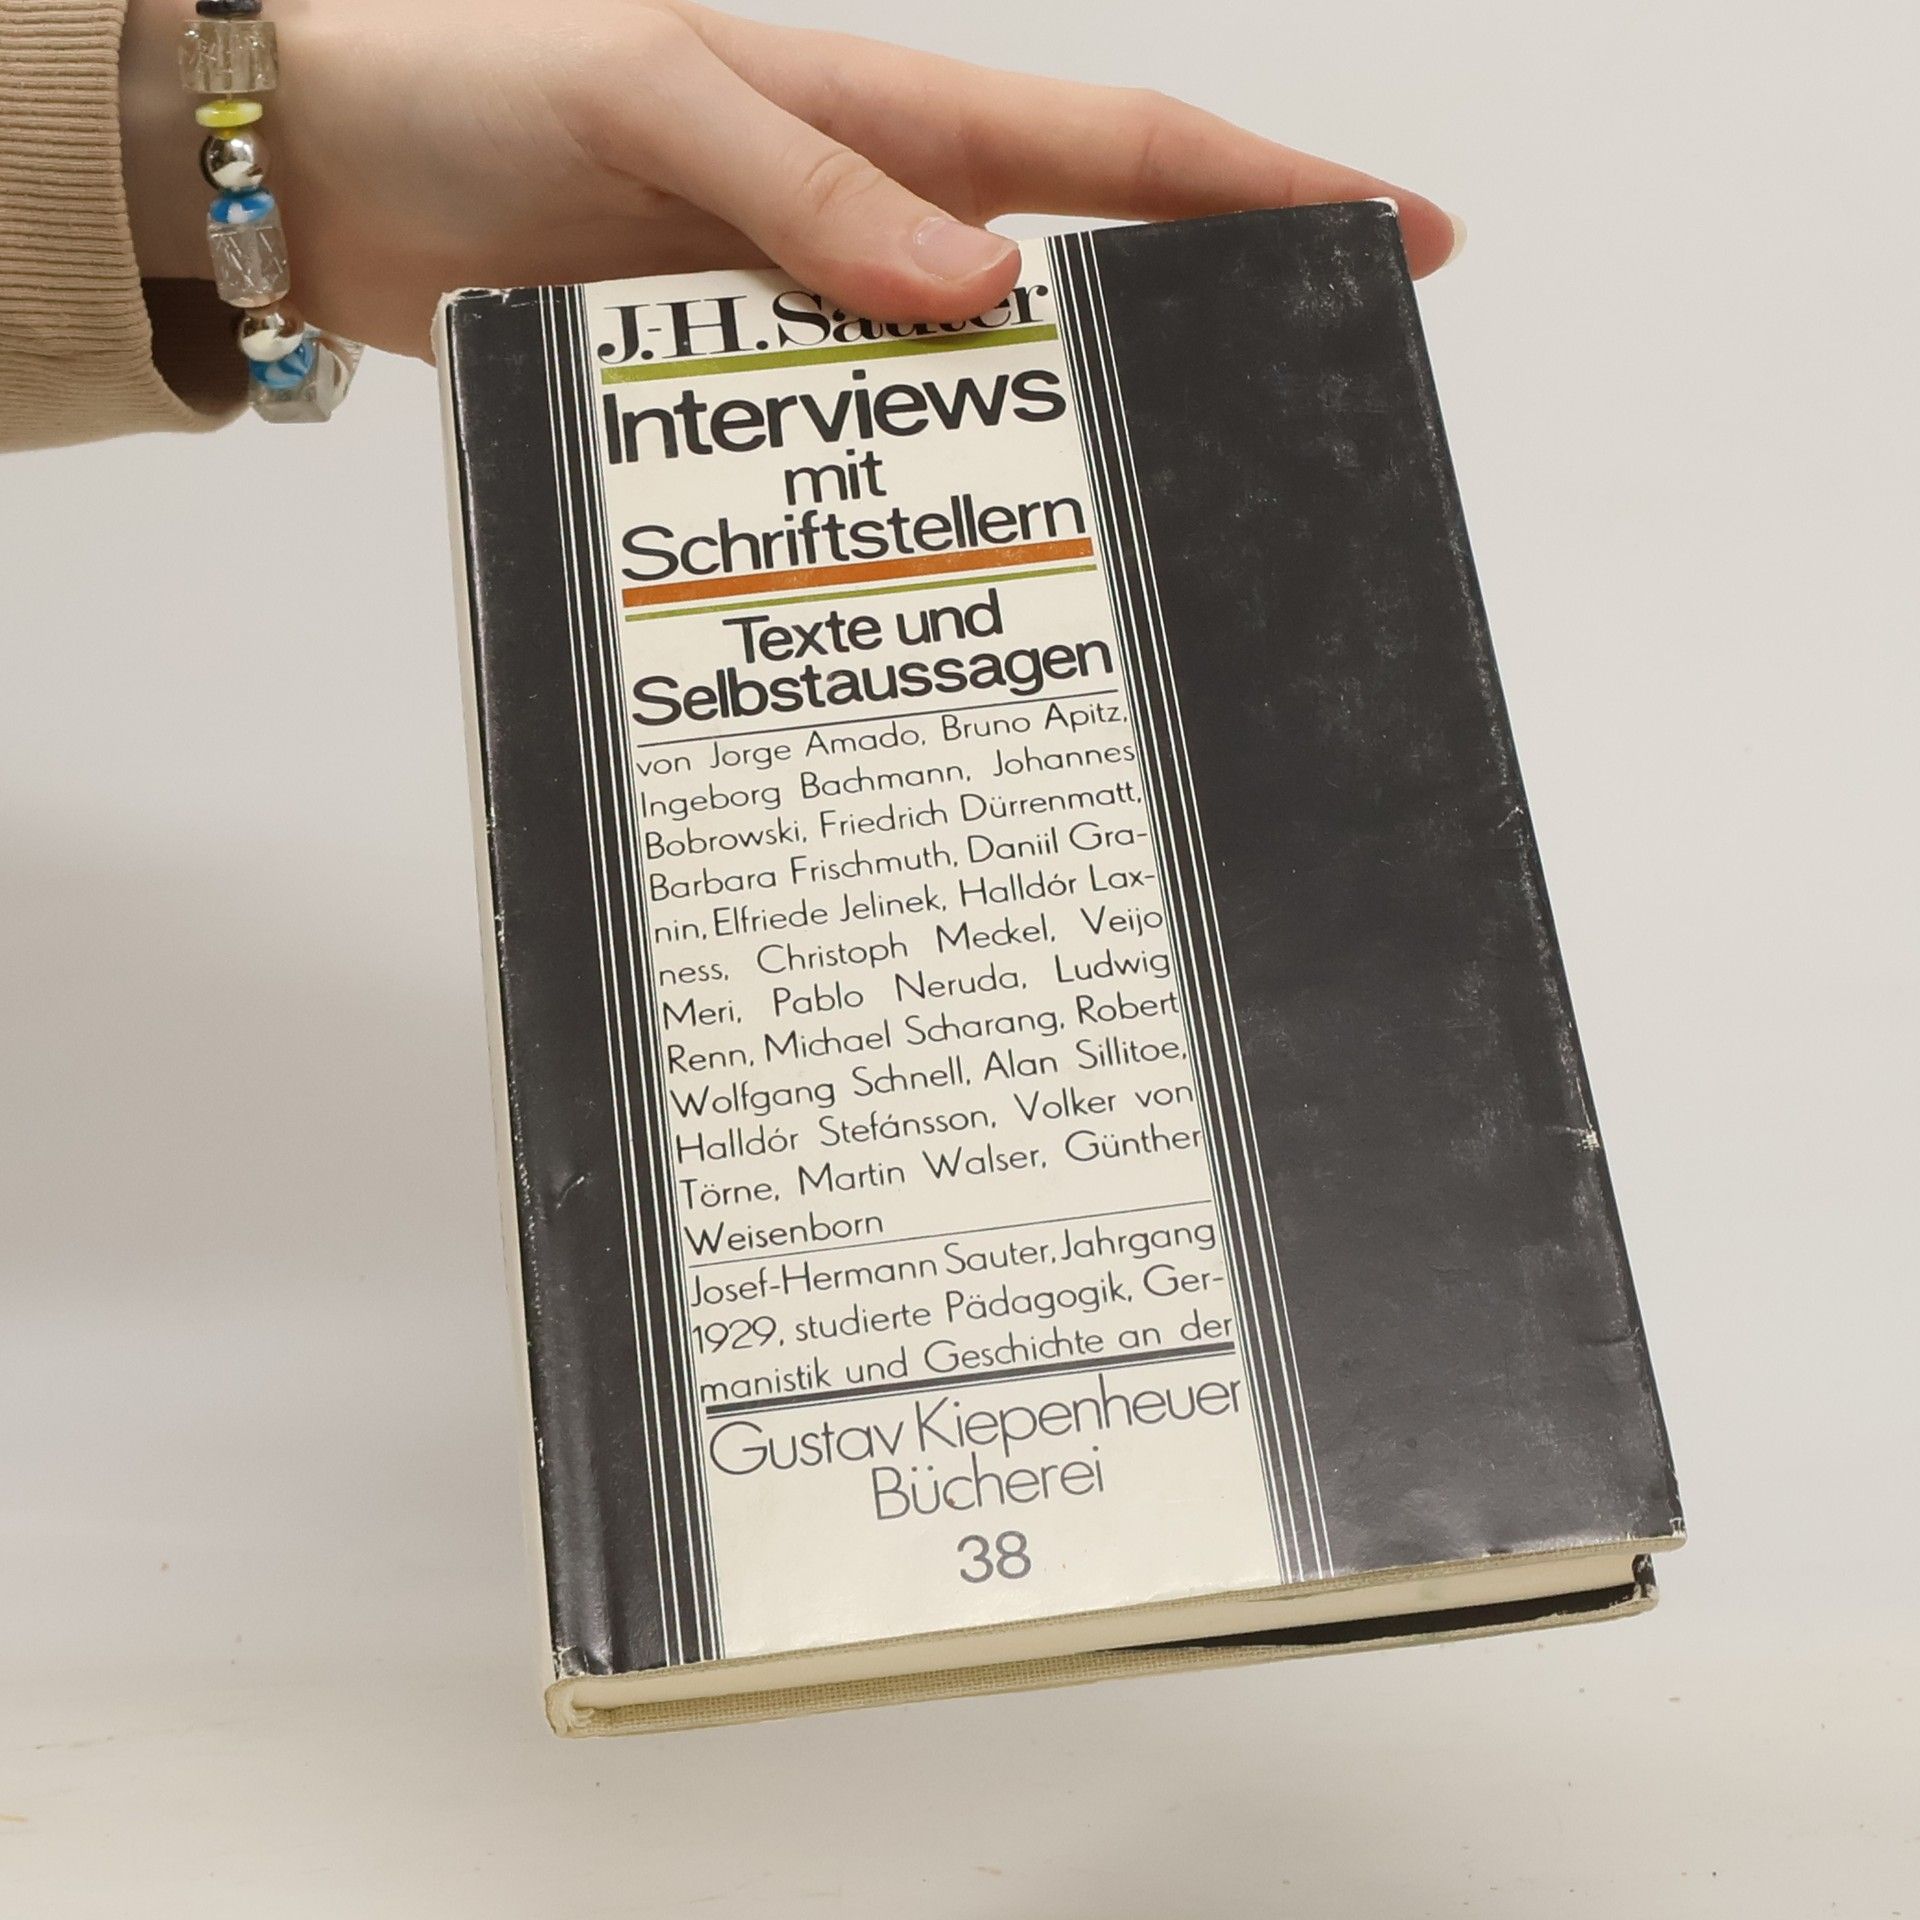 J.-H. Sauter
Interviews
mit
Schriftstellern
Texte und
Selbstaussagen
von Jorge Amado, Bruno Apitz,
Ingeborg Bachmann, Johannes
Bobrowski, Friedrich Dürrenmatt,
Barbara Frischmuth, Daniil Gra-
nin, Elfriede Jelinek, Halldór Lax-
ness, Christoph Meckel, Veijo
Meri, Pablo Neruda, Ludwig
Renn, Michael Scharang, Robert
Wolfgang Schnell, Alan Sillitoe,
Halldór Stefánsson, Volker von
Törne, Martin Walser, Günther
Weisenborn
Josef-Hermann Sauter, Jahrgang
1929, studierte Pädagogik, Ger-
manistik und Geschichte an der
Gustav Kiepenheuer
Bücherei
38